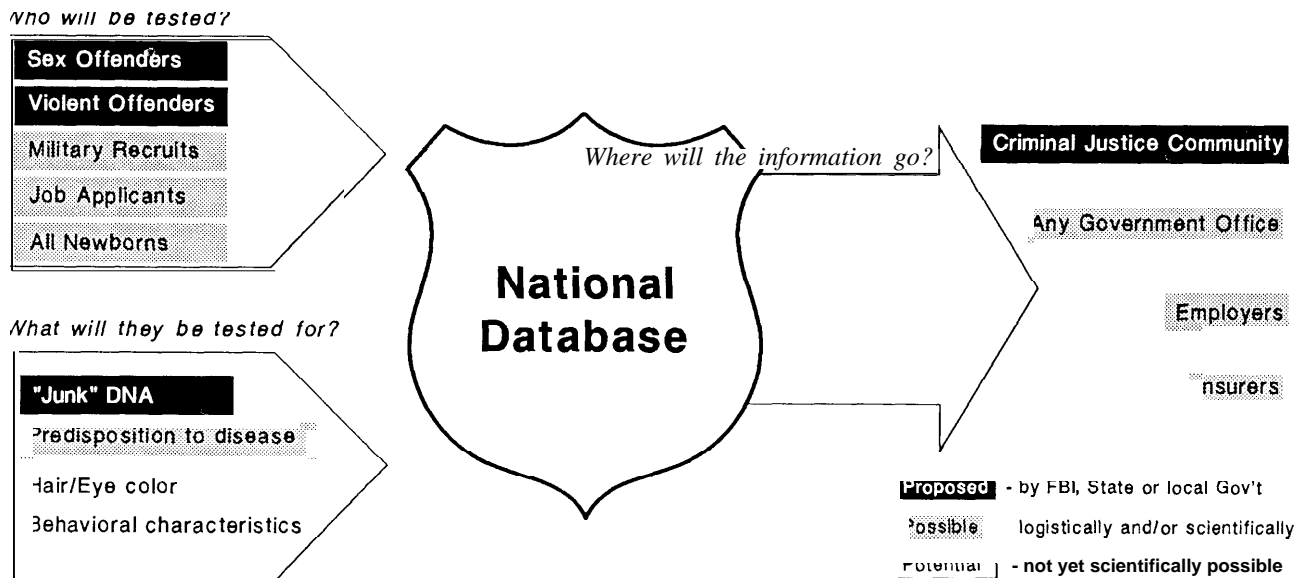 Who will be tested?
Sex Offenders
Violent Offenders
Military Recruits
Job Applicants
All Newborns
What will they be tested for?
"Junk" DNA
Predisposition to disease
Hair/Eye color
Behavioral characteristics
National
Database
Where will the information go?
Criminal Justice Community
Any Government Office
Employers
Insurers
Proposed - by FBI, State or local Gov't
Possible logistically and/or scientifically
Potential - not yet scientifically possible